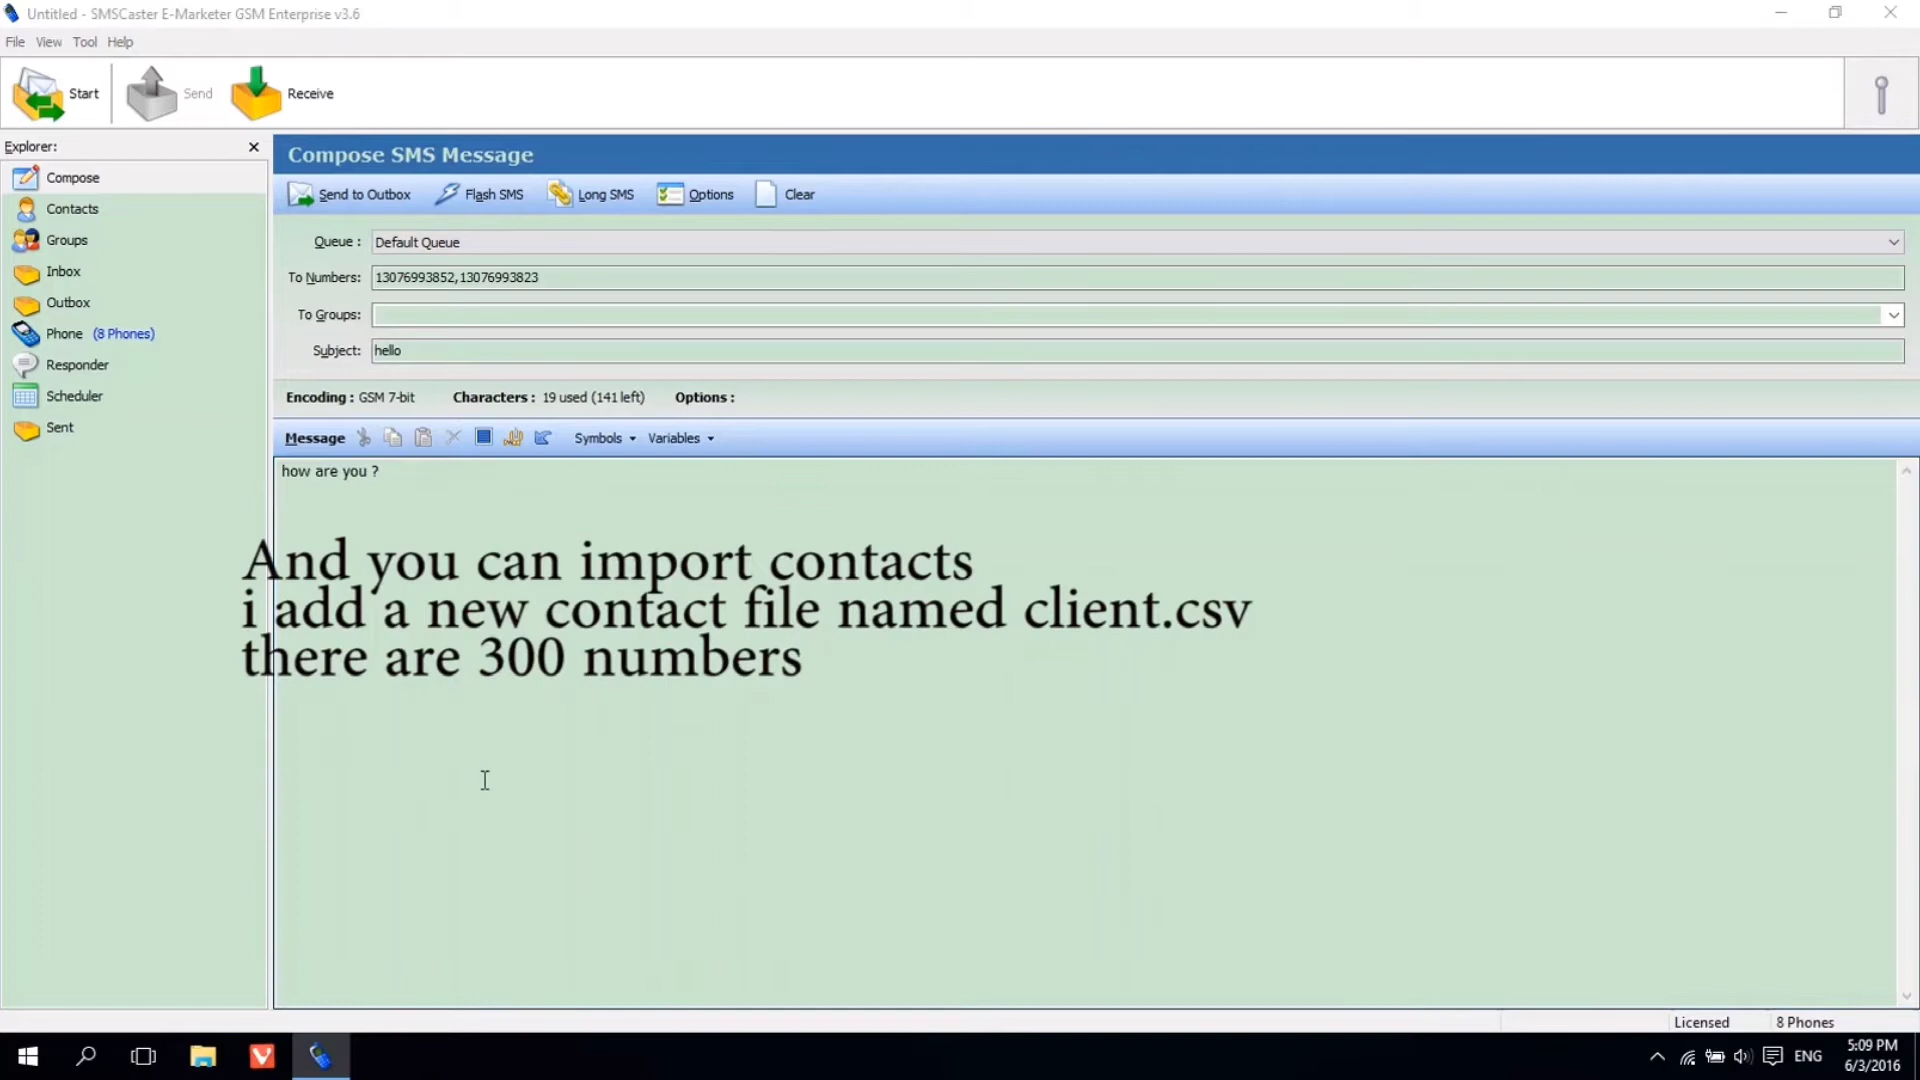 Untitled - SMSCaster E-Marketer GSM Enterprise v3.6
File View Tool Help
Start Send Receive
Explorer:
Compose
Contacts
Groups
Inbox
Outbox
Phone (8 Phones)
Responder
Scheduler
Sent
Compose SMS Message
Send to Outbox Flash SMS Long SMS Options Clear
Queue : Default Queue
To Numbers: 13076993852,13076993823
To Groups:
Subject: hello
Encoding : GSM 7-bit Characters : 19 used (141 left) Options :
Message Symbols Variables
how are you ?
And you can import contacts
i add a new contact file named client.csv
there are 300 numbers
Licensed 8 Phones
ENG 5:09 PM
6/3/2016